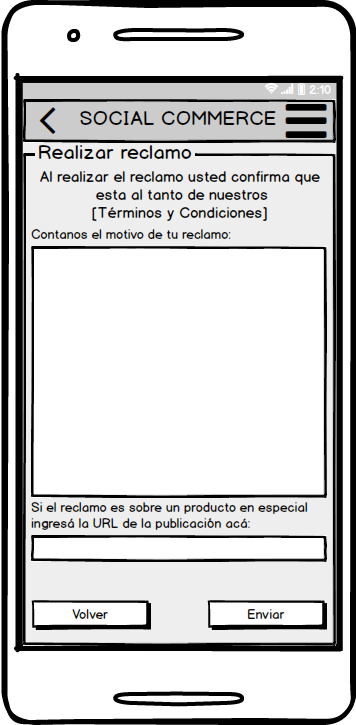 2:10
SOCIAL COMMERCE
Realizar reclamo
Al realizar el reclamo usted confirma que
esta al tanto de nuestros
[Términos y Condiciones]
Contanos el motivo de tu reclamo:
Si el reclamo es sobre un producto en especial
ingresá la URL de la publicación acá:
Volver
Enviar